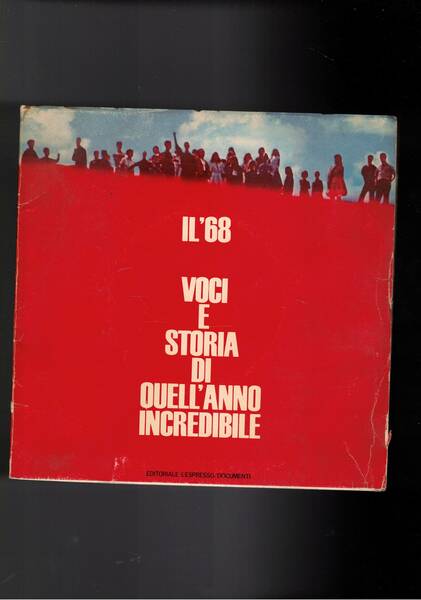 IL'68
VOCI
E
STORIA
DI
QUELL'ANNO
INCREDIBILE
EDITORIALE L'ESPRESSO/DOCUMENTI